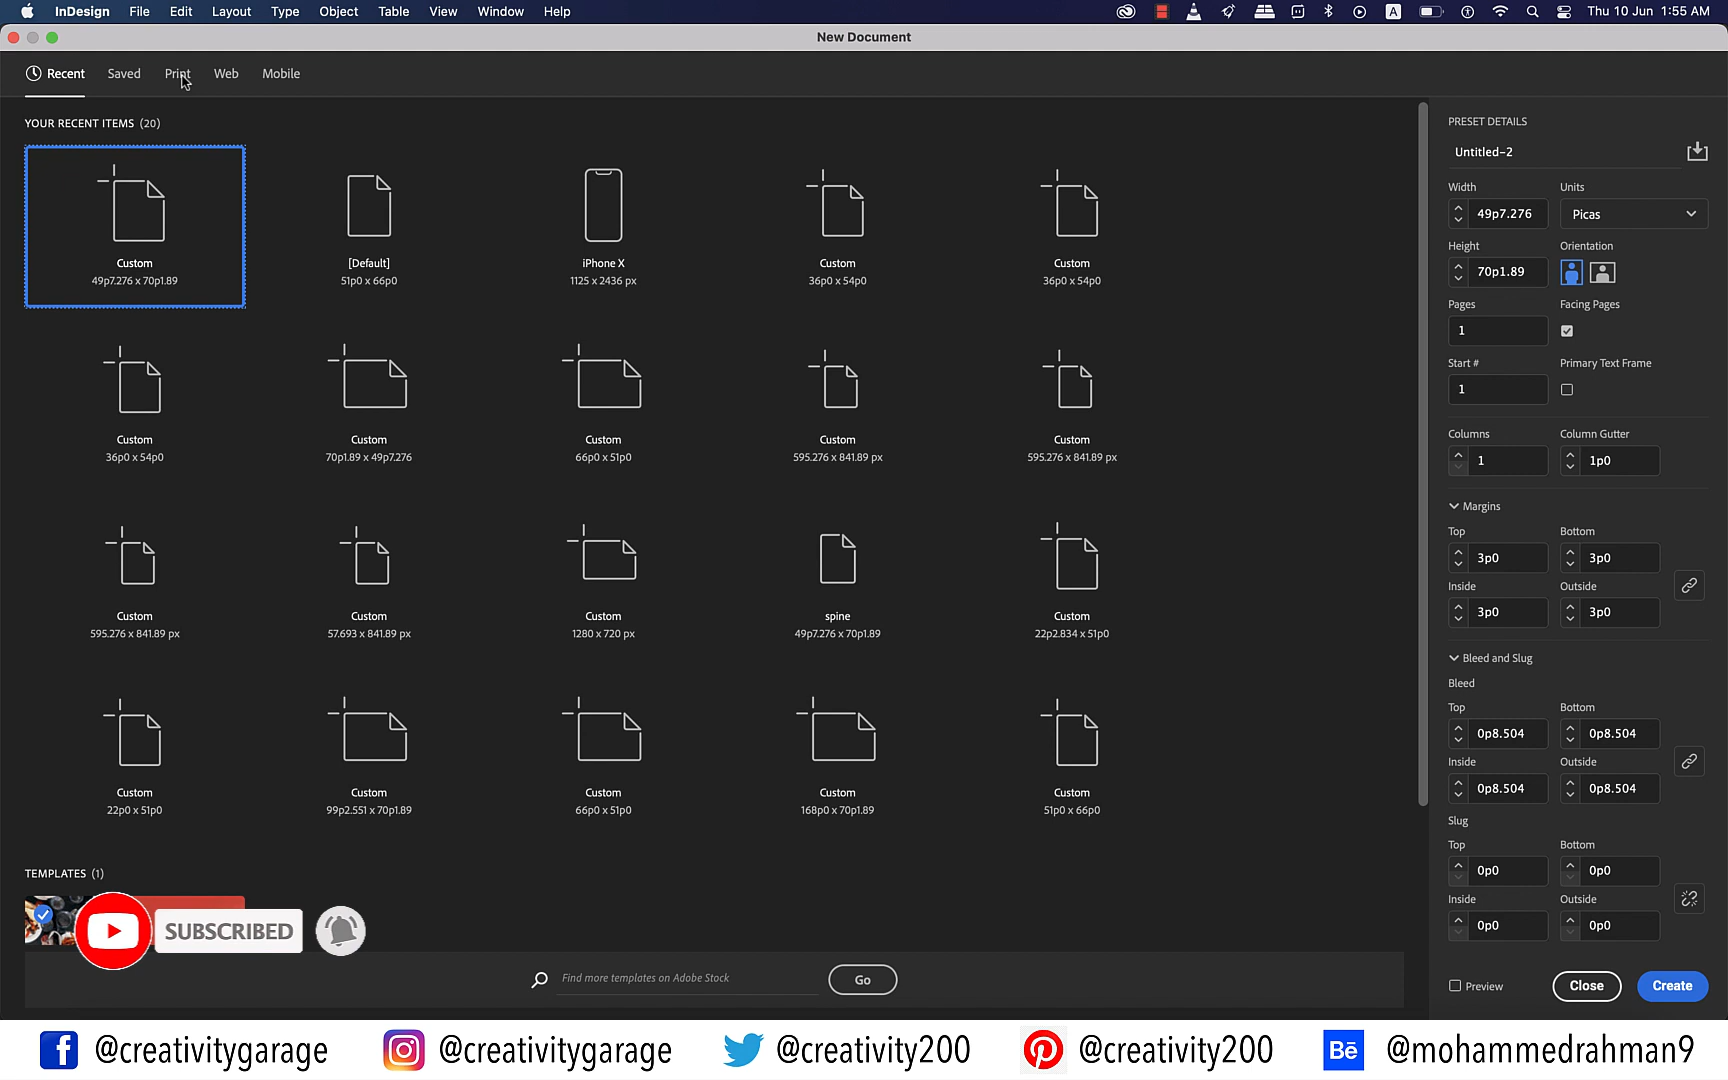 InDesign File Edit Layout Type Object Table View Window Help A Thu 10 Jun 1:55 AM
New Document
Recent Saved Print Web Mobile
YOUR RECENT ITEMS (20)
Custom
49p7.276 x 70p1.89
[Default]
51p0 x 66p0
iPhone X
1125 x 2436 px
Custom
36p0 x 54p0
Custom
36p0 x 54p0
Custom
36p0 x 54p0
Custom
70p1.89 x 49p7.276
Custom
66p0 x 51p0
Custom
595.276 x 841.89 px
Custom
595.276 x 841.89 px
Custom
595.276 x 841.89 px
Custom
57.693 x 841.89 px
Custom
1280 x 720 px
spine
49p7.276 x 70p1.89
Custom
22p2.834 x 51p0
Custom
22p0 x 51p0
Custom
99p2.551 x 70p1.89
Custom
66p0 x 51p0
Custom
168p0 x 70p1.89
Custom
51p0 x 66p0
TEMPLATES (1)
SUBSCRIBED
Find more templates on Adobe Stock
Go
PRESET DETAILS
Untitled-2
Width Units
49p7.276 Picas
Height Orientation
70p1.89
Pages Facing Pages
1
Start # Primary Text Frame
1
Columns Column Gutter
1 1p0
Margins
Top Bottom
3p0 3p0
Inside Outside
3p0 3p0
Bleed and Slug
Bleed
Top Bottom
0p8.504 0p8.504
Inside Outside
0p8.504 0p8.504
Slug
Top Bottom
0p0 0p0
Inside Outside
0p0 0p0
Preview Close Create
f @creativitygarage @creativitygarage @creativity200 @creativity200 Bē @mohammedrahman9